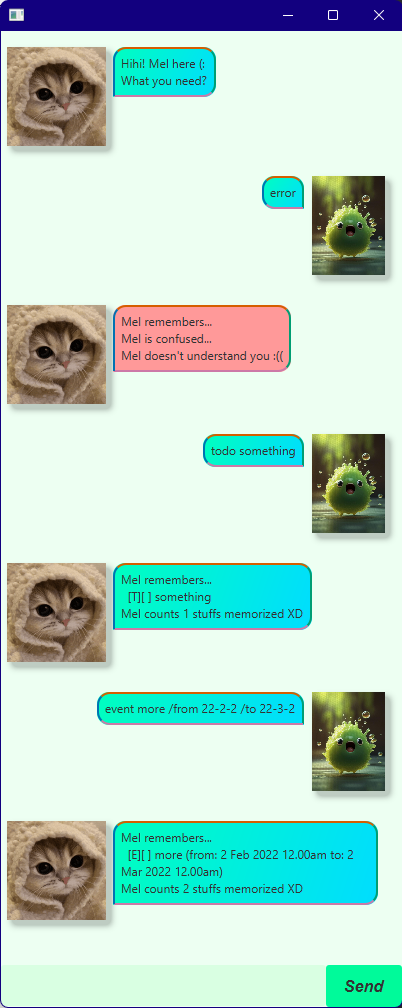 Hihi! Mel here (:
What you need?
error
Mel remembers...
Mel is confused...
Mel doesn't understand you :((
todo something
Mel remembers...
[T][ ] something
Mel counts 1 stuffs memorized XD
event more /from 22-2-2 /to 22-3-2
Mel remembers...
[E][ ] more (from: 2 Feb 2022 12.00am to: 2
Mar 2022 12.00am)
Mel counts 2 stuffs memorized XD
Send